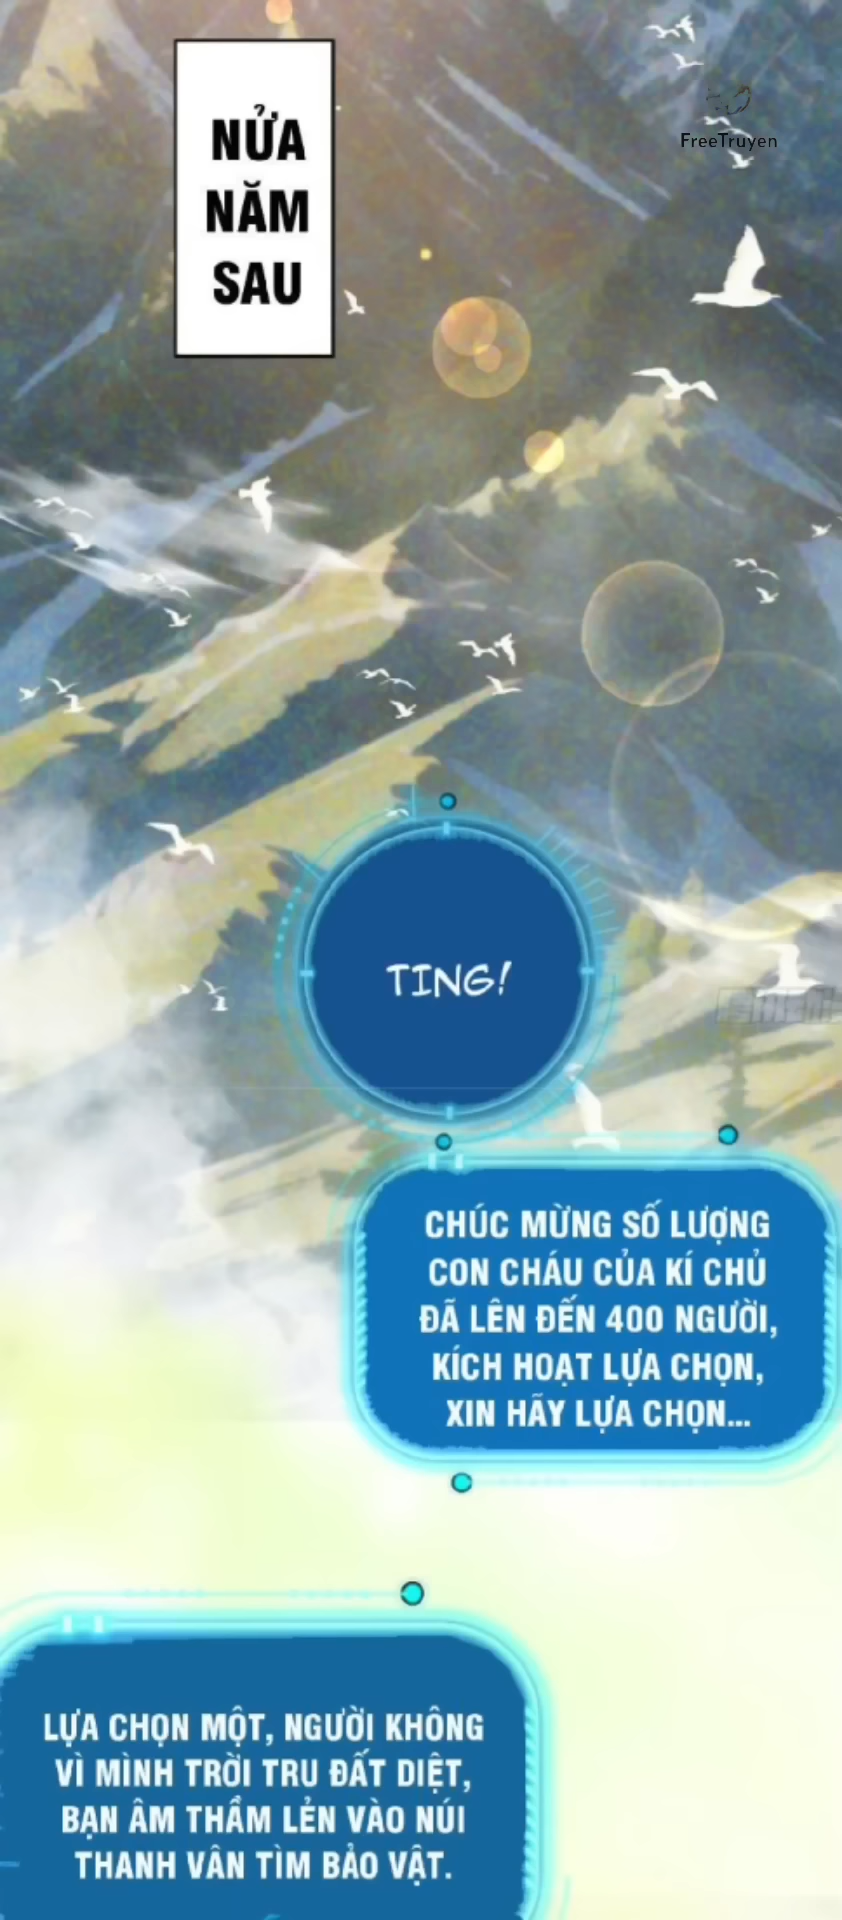 NỬA
NĂM
SAU
FreeTruyen
TING!
CHÚC MỪNG SỐ LƯỢNG
CON CHÁU CỦA KÍ CHỦ
ĐÃ LÊN ĐẾN 400 NGƯỜI,
KÍCH HOẠT LỰA CHỌN,
XIN HÃY LỰA CHỌN...
LỰA CHỌN MỘT, NGƯỜI KHÔNG
VÌ MÌNH TRỜI TRU ĐẤT DIỆT,
BẠN ÂM THẦM LẺN VÀO NÚI
THANH VÂN TÌM BẢO VẬT.